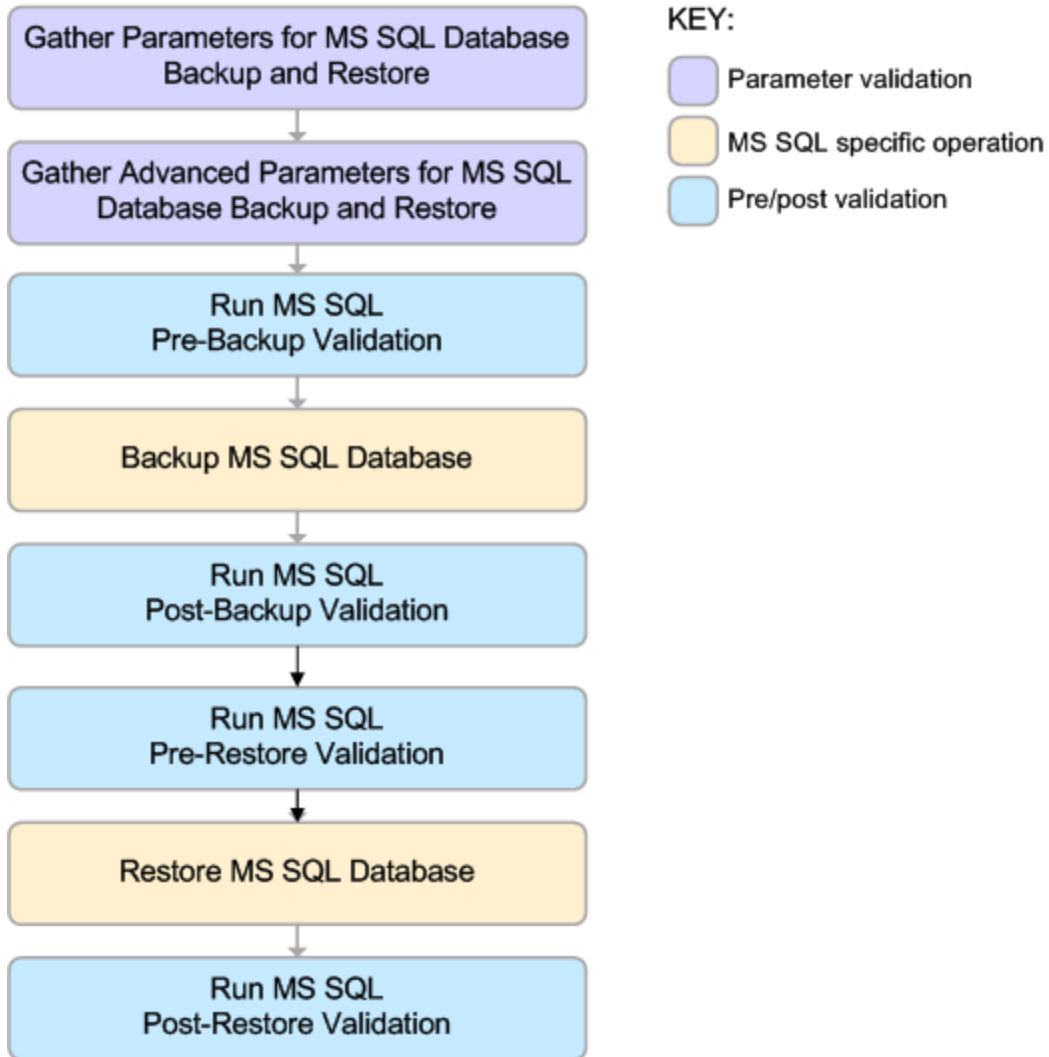 Gather Parameters for MS SQL Database
Backup and Restore
Gather Advanced Parameters for MS SQL
Database Backup and Restore
Run MS SQL
Pre-Backup Validation
Backup MS SQL Database
Run MS SQL
Post-Backup Validation
Run MS SQL
Pre-Restore Validation
Restore MS SQL Database
Run MS SQL
Post-Restore Validation
KEY:
Parameter validation
MS SQL specific operation
Pre/post validation